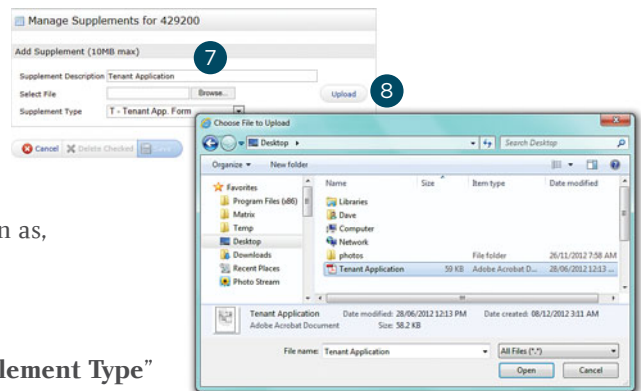 Manage Supplements for 429200
Add Supplement (10MB max)
7
Supplement Description Tenant Application
Select File Browse... Upload 8
Supplement Type T - Tenant App. Form
Cancel Delete Checked Save
Choose File to Upload
Desktop Search Desktop
Organize New folder
Name Size Item type Date modified
Favorites
Program Files (x86)
Matrix
Temp
Desktop
Downloads
Recent Places
Photo Stream
Libraries
Dave
Computer
Network
photos File folder 26/11/2012 7:58 AM
Tenant Application 59 KB Adobe Acrobat D... 28/06/2012 12:13 ...
Tenant Application Date modified: 28/06/2012 12:13 PM Date created: 08/12/2012 3:11 AM
Adobe Acrobat Document Size: 58.2 KB
File name: Tenant Application All Files (*.*)
Open Cancel
n as,
lement Type”